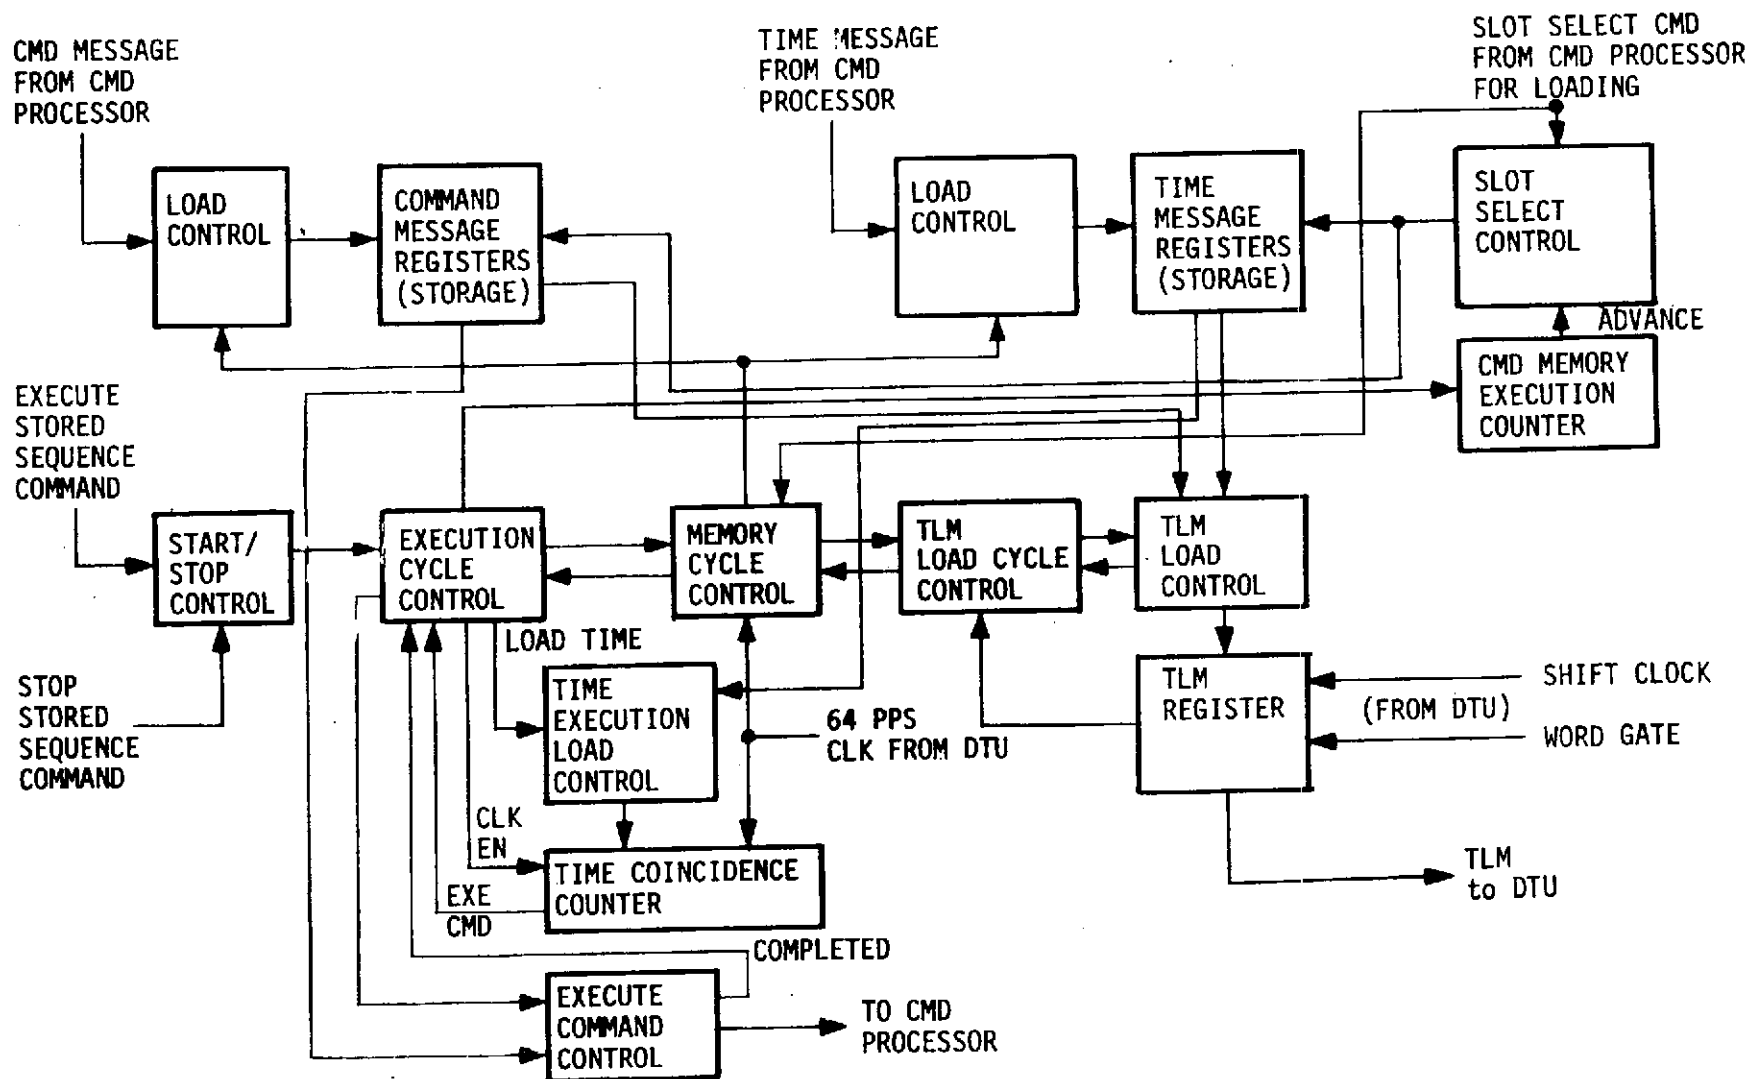 CMD MESSAGE
FROM CMD
PROCESSOR
TIME MESSAGE
FROM CMD
PROCESSOR
SLOT SELECT CMD
FROM CMD PROCESSOR
FOR LOADING
LOAD
CONTROL
COMMAND
MESSAGE
REGISTERS
(STORAGE)
LOAD
CONTROL
TIME
MESSAGE
REGISTERS
(STORAGE)
SLOT
SELECT
CONTROL
ADVANCE
CMD MEMORY
EXECUTION
COUNTER
EXECUTE
STORED
SEQUENCE
COMMAND
START/
STOP
CONTROL
EXECUTION
CYCLE
CONTROL
MEMORY
CYCLE
CONTROL
TLM
LOAD CYCLE
CONTROL
TLM
LOAD
CONTROL
LOAD TIME
STOP
STORED
SEQUENCE
COMMAND
TIME
EXECUTION
LOAD
CONTROL
64 PPS
CLK FROM DTU
TLM
REGISTER
SHIFT CLOCK
(FROM DTU)
WORD GATE
CLK
EN
TIME COINCIDENCE
COUNTER
EXE
CMD
TLM
to DTU
COMPLETED
EXECUTE
COMMAND
CONTROL
TO CMD
PROCESSOR